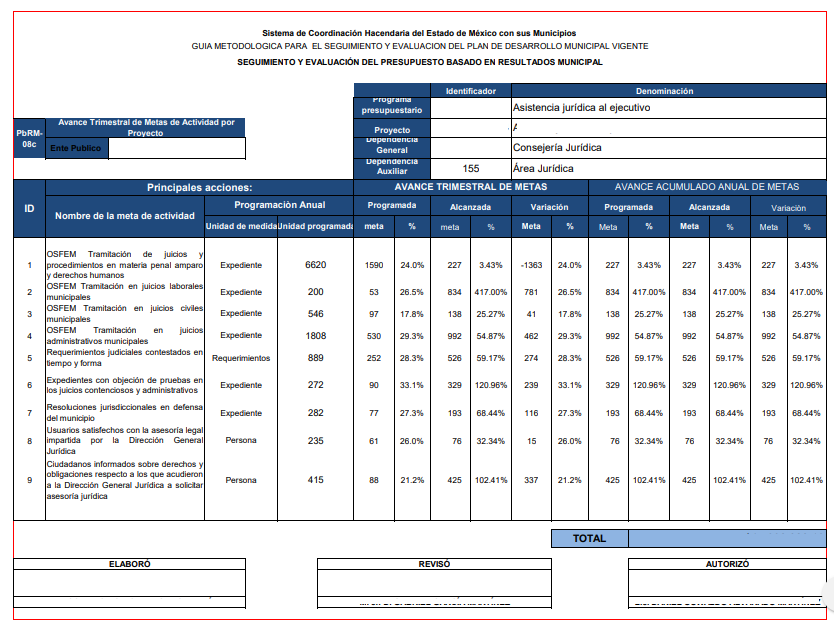 Sistema de Coordinación Hacendaria del Estado de México con sus Municipios
GUIA METODOLOGICA PARA EL SEGUIMIENTO Y EVALUACION DEL PLAN DE DESARROLLO MUNICIPAL VIGENTE
SEGUIMIENTO Y EVALUACIÓN DEL PRESUPUESTO BASADO EN RESULTADOS MUNICIPAL
Identificador Denominación
Programa presupuestario Asistencia jurídica al ejecutivo
PbRM-08c Avance Trimestral de Metas de Actividad por Proyecto
Ente Publico
Proyecto
Dependencia General Consejería Jurídica
Dependencia Auxiliar 155 Área Jurídica
ID Principales acciones: AVANCE TRIMESTRAL DE METAS AVANCE ACUMULADO ANUAL DE METAS
Nombre de la meta de actividad Programaciòn Anual Programada Alcanzada Variación Programada Alcanzada Variaciòn
Unidad de medida Unidad programada meta % meta % Meta % Meta % Meta % Meta %
1 OSFEM Tramitación de juicios y procedimientos en materia penal amparo y derechos humanos Expediente 6620 1590 24.0% 227 3.43% -1363 24.0% 227 3.43% 227 3.43% 227 3.43%
2 OSFEM Tramitación en juicios laborales municipales Expediente 200 53 26.5% 834 417.00% 781 26.5% 834 417.00% 834 417.00% 834 417.00%
3 OSFEM Tramitación en juicios civiles municipales Expediente 546 97 17.8% 138 25.27% 41 17.8% 138 25.27% 138 25.27% 138 25.27%
4 OSFEM Tramitación en juicios administrativos municipales Expediente 1808 530 29.3% 992 54.87% 462 29.3% 992 54.87% 992 54.87% 992 54.87%
5 Requerimientos judiciales contestados en tiempo y forma Requerimientos 889 252 28.3% 526 59.17% 274 28.3% 526 59.17% 526 59.17% 526 59.17%
6 Expedientes con objeción de pruebas en los juicios contenciosos y administrativos Expediente 272 90 33.1% 329 120.96% 239 33.1% 329 120.96% 329 120.96% 329 120.96%
7 Resoluciones jurisdiccionales en defensa del municipio Expediente 282 77 27.3% 193 68.44% 116 27.3% 193 68.44% 193 68.44% 193 68.44%
8 Usuarios satisfechos con la asesoría legal impartida por la Dirección General Jurídica Persona 235 61 26.0% 76 32.34% 15 26.0% 76 32.34% 76 32.34% 76 32.34%
9 Ciudadanos informados sobre derechos y obligaciones respecto a los que acudieron a la Dirección General Jurídica a solicitar asesoría jurídica Persona 415 88 21.2% 425 102.41% 337 21.2% 425 102.41% 425 102.41% 425 102.41%
TOTAL
ELABORÓ REVISÓ AUTORIZÓ